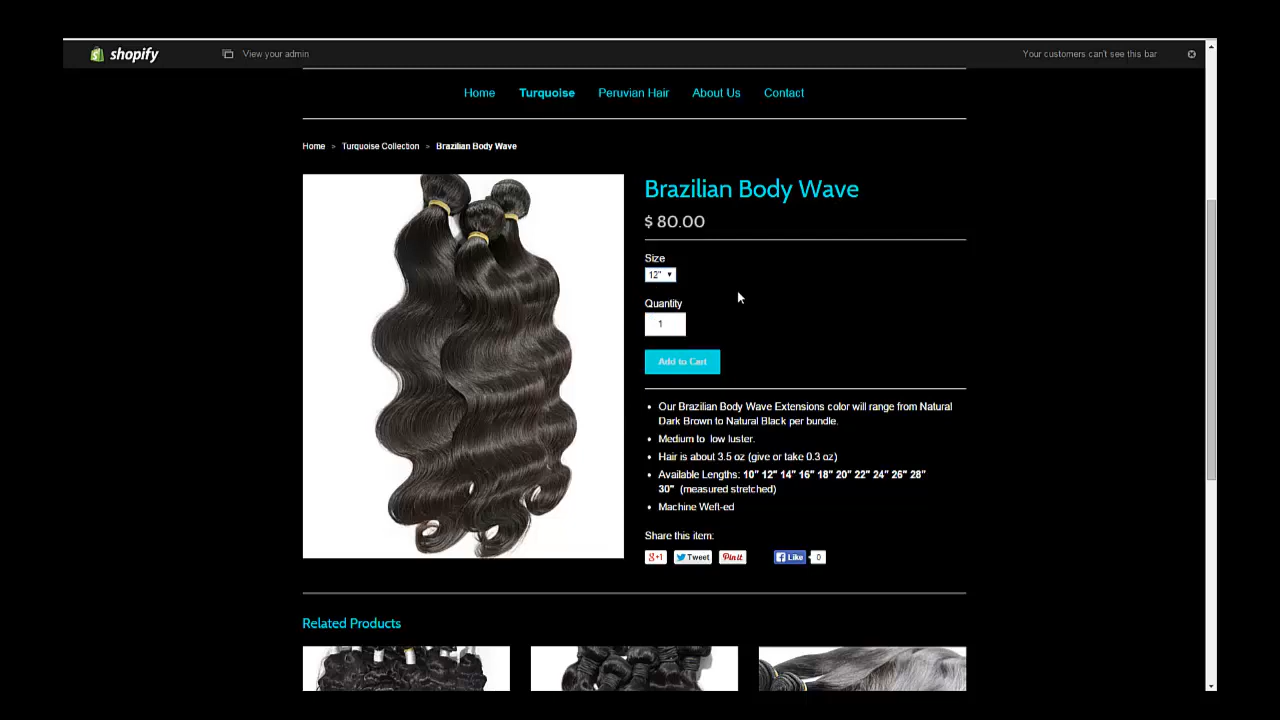 shopify View your admin Your customers can't see this bar
Home Turquoise Peruvian Hair About Us Contact
Home > Turquoise Collection > Brazilian Body Wave
Brazilian Body Wave
$ 80.00
Size
12"
Quantity
1
Add to Cart
Our Brazilian Body Wave Extensions color will range from Natural
Dark Brown to Natural Black per bundle.
Medium to low luster.
Hair is about 3.5 oz (give or take 0.3 oz)
Available Lengths: 10" 12" 14" 16" 18" 20" 22" 24" 26" 28"
30" (measured stretched)
Machine Weft-ed
Share this item:
g+1 Tweet Pin it Like 0
Related Products